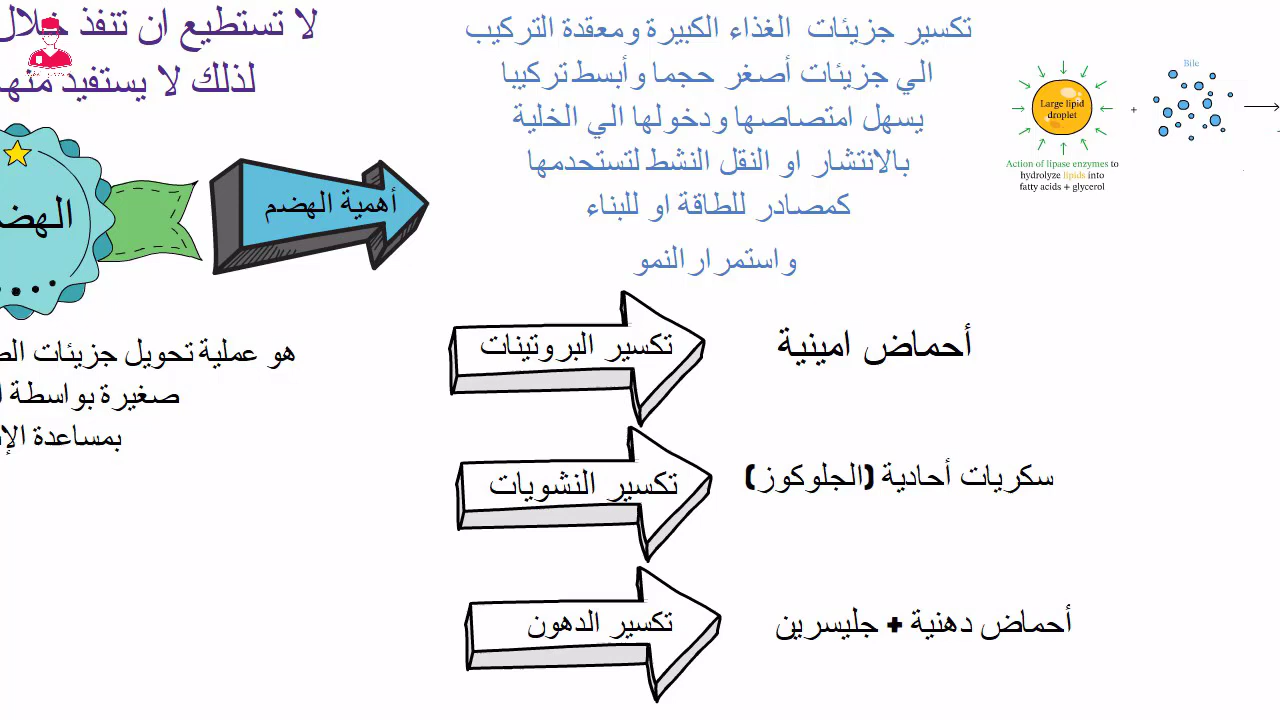 لا تستطيع ان تنفذ خلال
لذلك لا يستفيد منه
تكسير جزيئات الغذاء الكبيرة ومعقدة التركيب
الي جزيئات أصغر حجما وأبسط تركيبا
يسهل امتصاصها ودخولها الي الخلية
بالانتشار او النقل النشط لتستخدمها
كمصادر للطاقة او للبناء
واستمرار النمو
Large lipid
droplet
+
Bile
Action of lipase enzymes to
hydrolyze lipids into
fatty acids + glycerol
أهمية الهضم
هو عملية تحويل جزيئات
صغيرة بواسطة
بمساعدة
تكسير البروتينات
أحماض امينية
تكسير النشويات
سكريات أحادية (الجلوكوز)
تكسير الدهون
أحماض دهنية + جليسرين